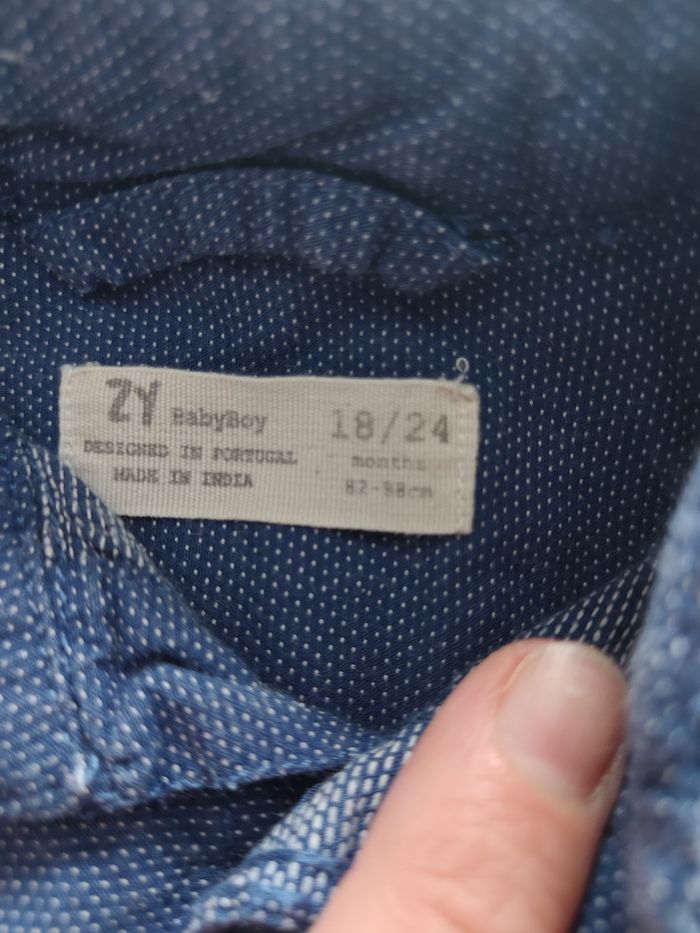 ZY BabyBoy
DESIGNED IN PORTUGAL
MADE IN INDIA
18/24
months